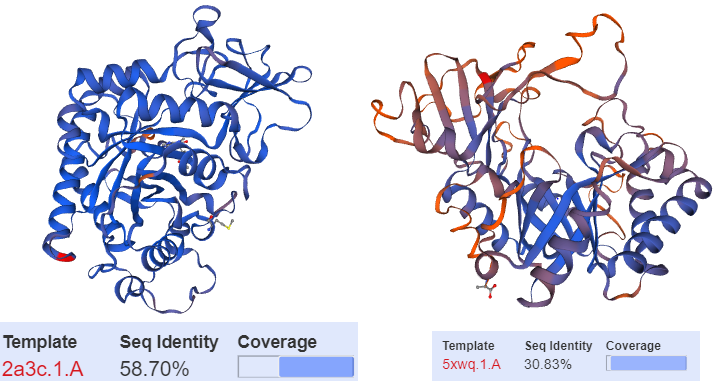 Template Seq Identity Coverage
2a3c.1.A 58.70%
Template Seq Identity Coverage
5xwq.1.A 30.83%